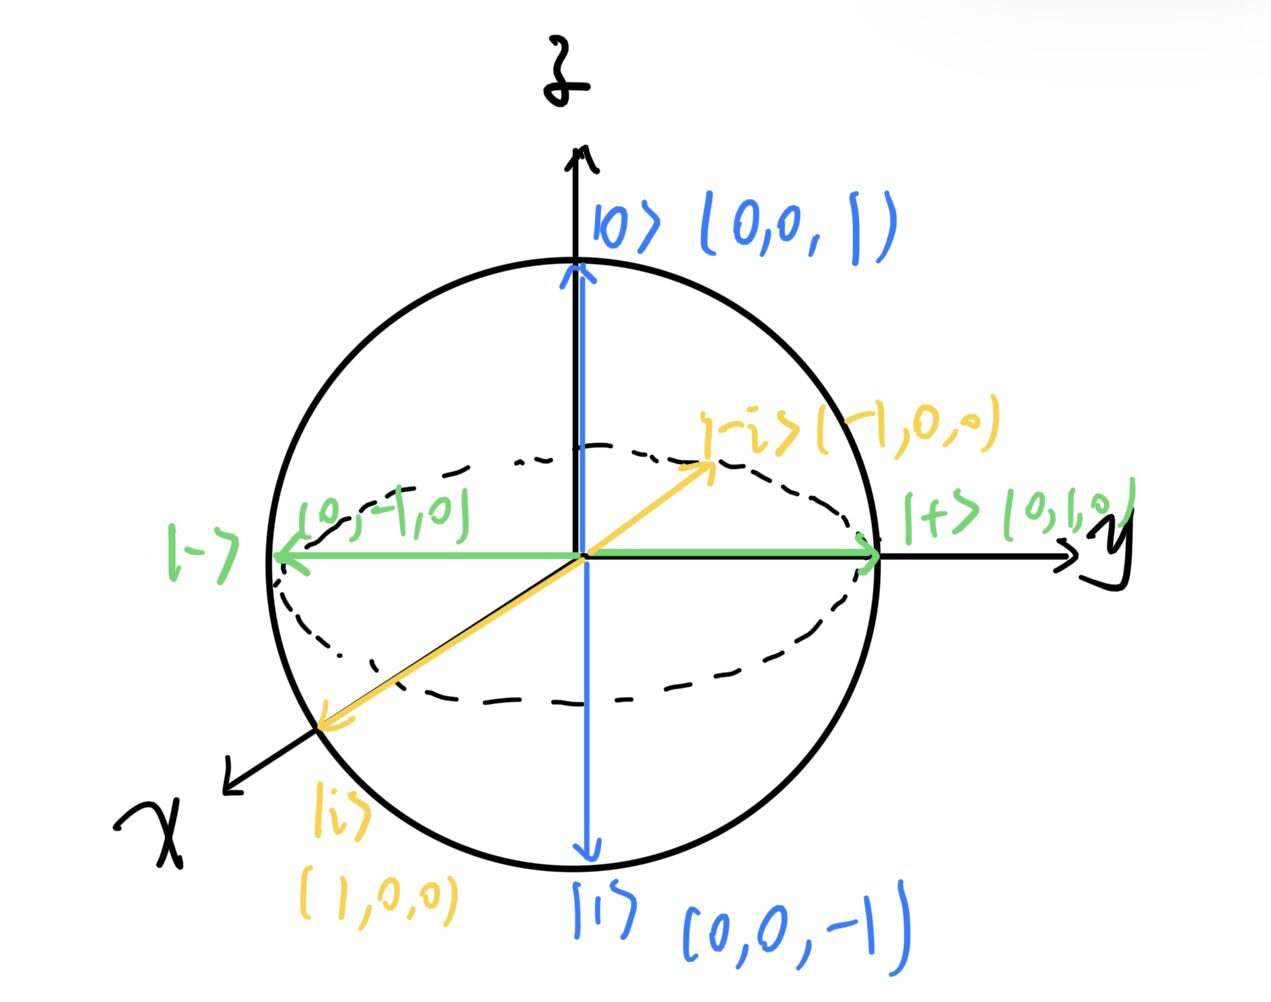 z
|0> (0,0,1)
|-i> (-1,0,0)
|-> (0,-1,0)
|+> (0,1,0)
y
x
|i>
(1,0,0)
|1> (0,0,-1)